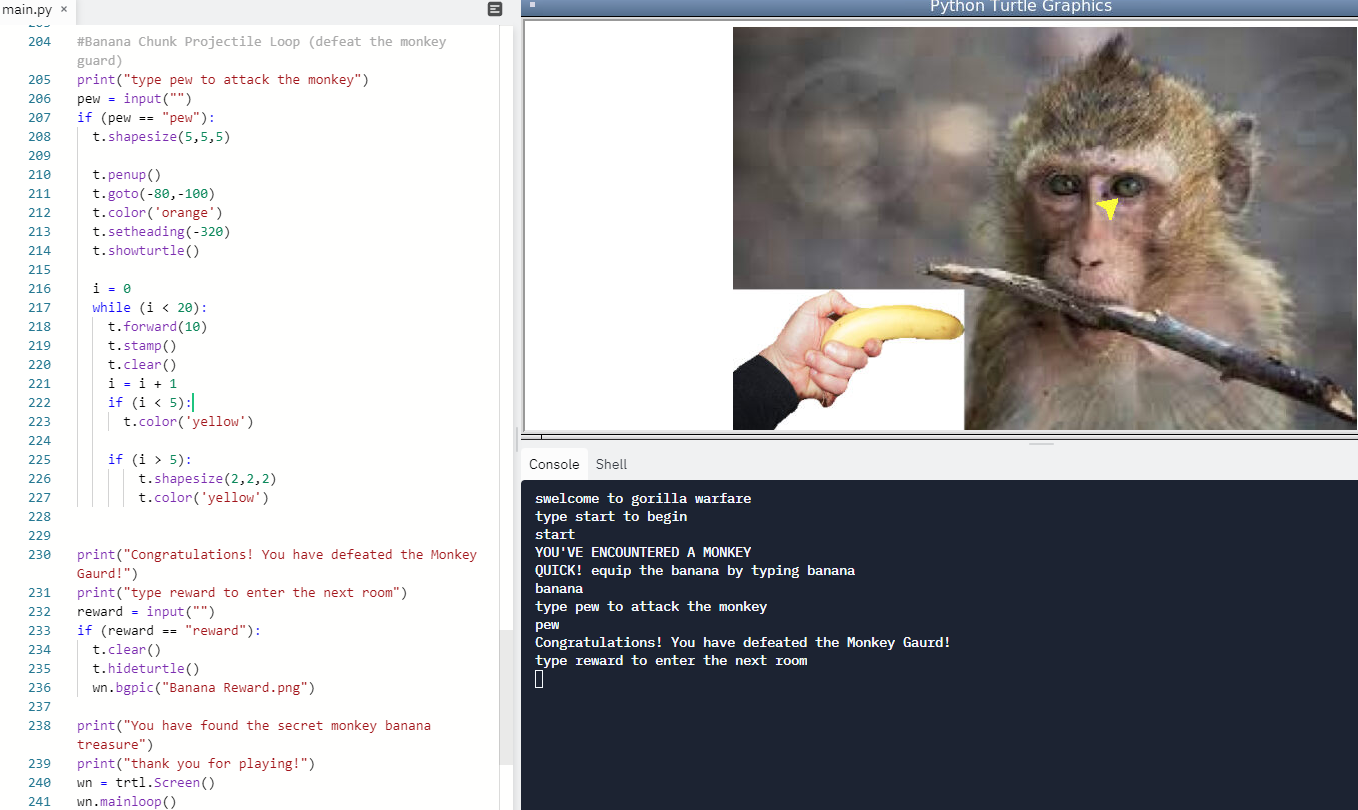 main.py ×
Python Turtle Graphics
203
204 #Banana Chunk Projectile Loop (defeat the monkey
guard)
205 print("type pew to attack the monkey")
206 pew = input("")
207 if (pew == "pew"):
208 t.shapesize(5,5,5)
209
210 t.penup()
211 t.goto(-80,-100)
212 t.color('orange')
213 t.setheading(-320)
214 t.showturtle()
215
216 i = 0
217 while (i < 20):
218 t.forward(10)
219 t.stamp()
220 t.clear()
221 i = i + 1
222 if (i < 5):
223 t.color('yellow')
224
225 if (i > 5):
226 t.shapesize(2,2,2)
227 t.color('yellow')
228
229
230 print("Congratulations! You have defeated the Monkey
Gaurd!")
231 print("type reward to enter the next room")
232 reward = input("")
233 if (reward == "reward"):
234 t.clear()
235 t.hideturtle()
236 wn.bgpic("Banana Reward.png")
237
238 print("You have found the secret monkey banana
treasure")
239 print("thank you for playing!")
240 wn = trtl.Screen()
241 wn.mainloop()
Console Shell
swelcome to gorilla warfare
type start to begin
start
YOU'VE ENCOUNTERED A MONKEY
QUICK! equip the banana by typing banana
banana
type pew to attack the monkey
pew
Congratulations! You have defeated the Monkey Gaurd!
type reward to enter the next room